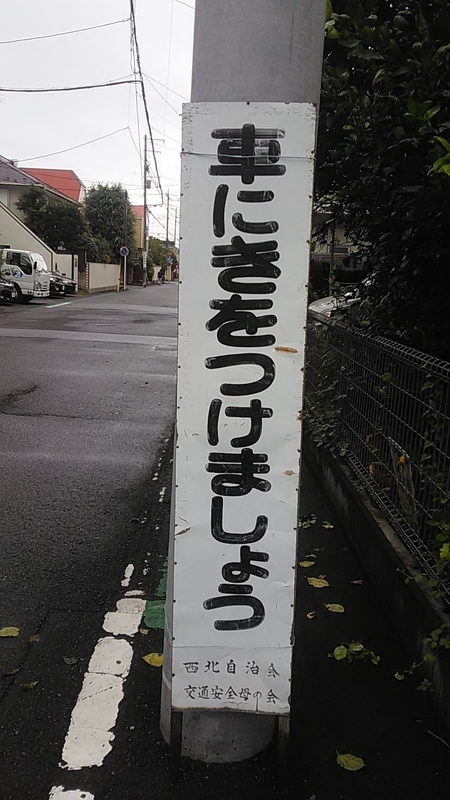 車にきをつけましょう
西北自治会
交通安全母の会